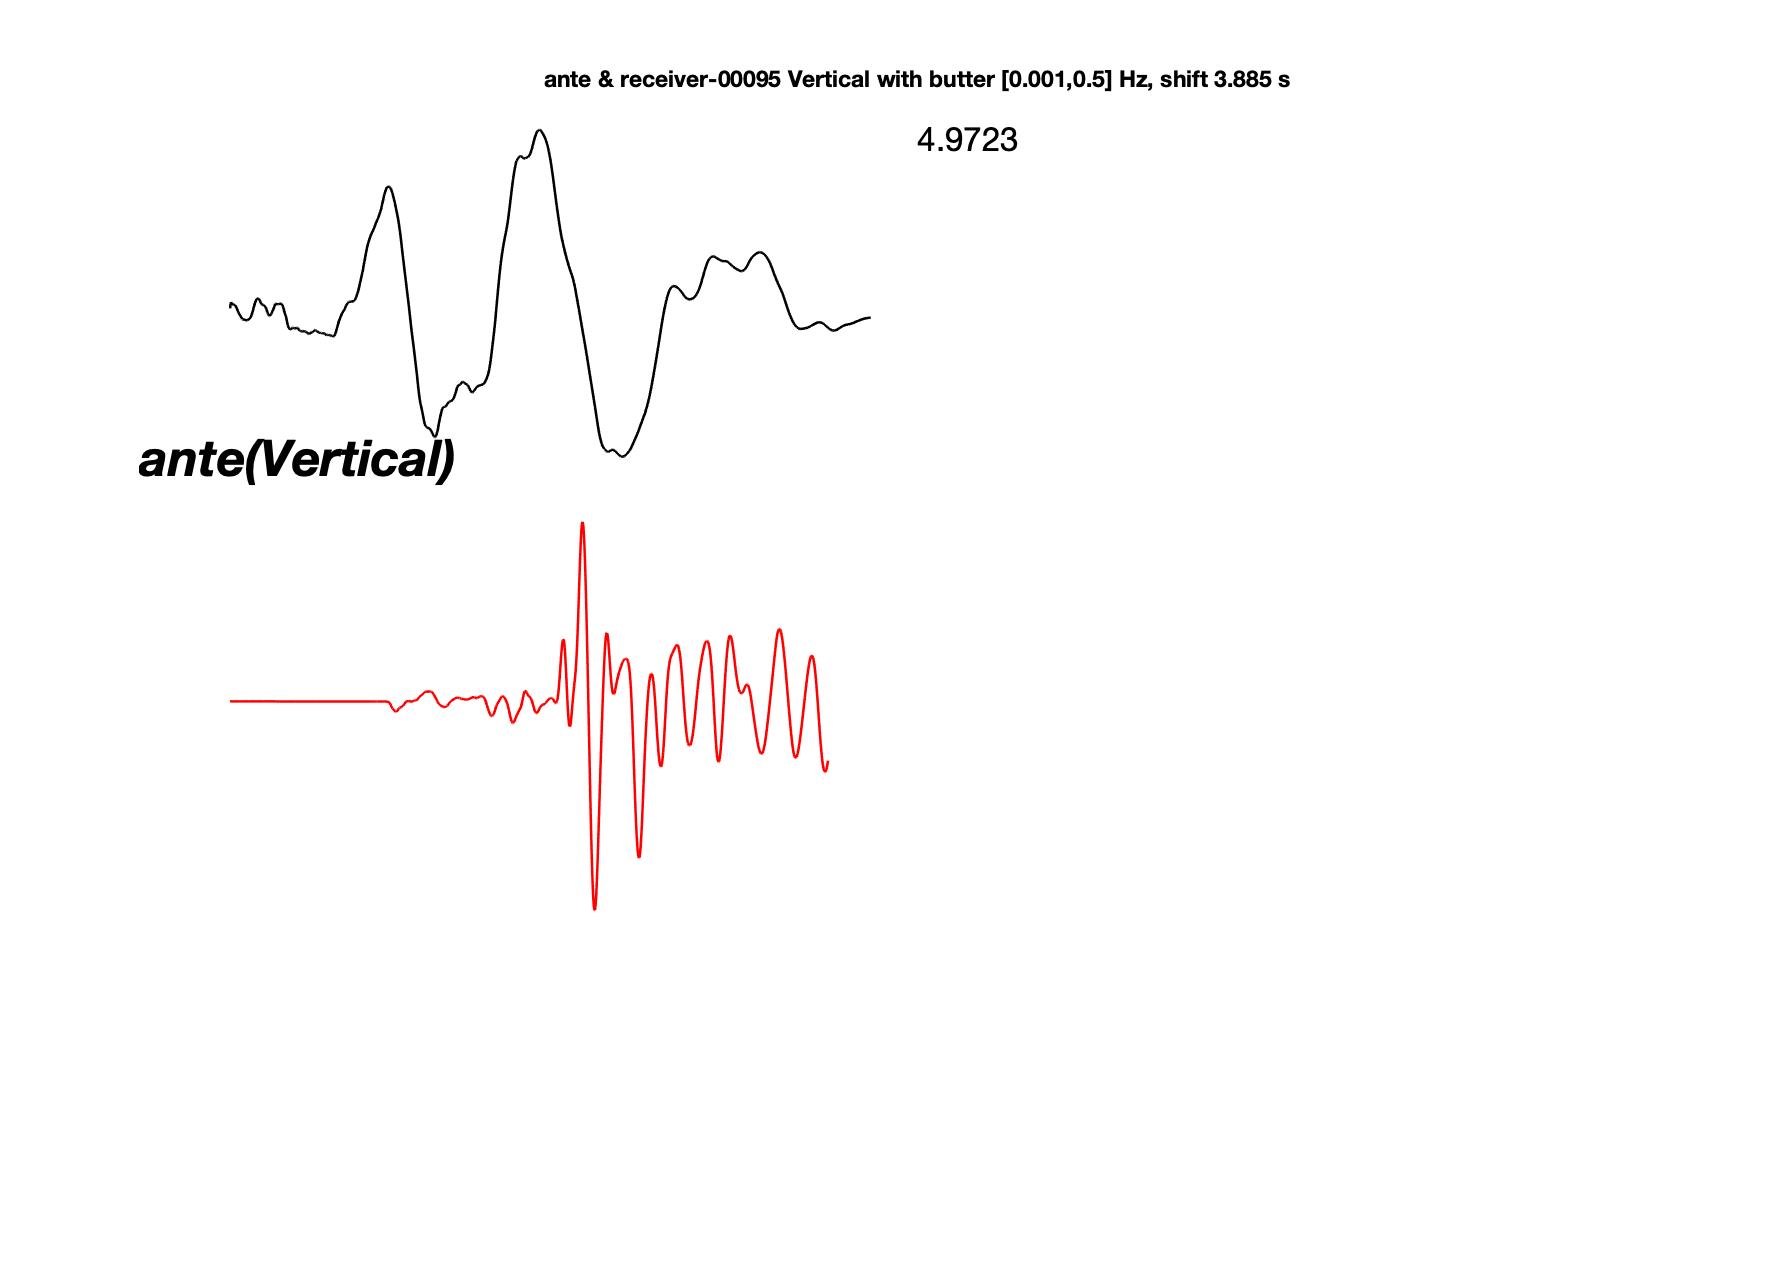 ante & receiver-00095 Vertical with butter [0.001,0.5] Hz, shift 3.885 s
4.9723
ante(Vertical)